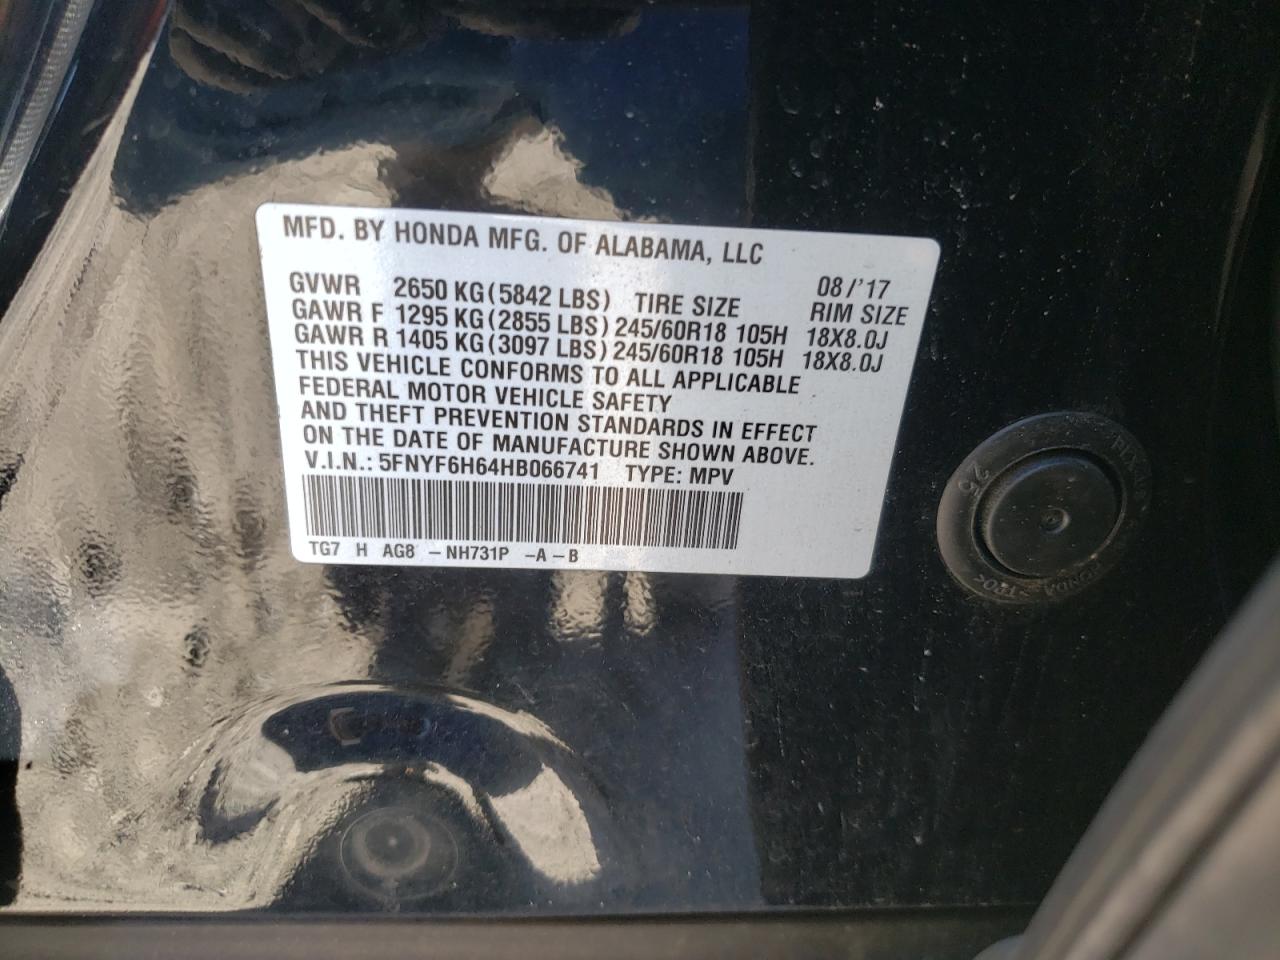 MFD. BY HONDA MFG. OF ALABAMA, LLC
08/'17
GVWR 2650 KG (5842 LBS) TIRE SIZE RIM SIZE
GAWR F 1295 KG (2855 LBS) 245/60R18 105H 18X8.0J
GAWR R 1405 KG (3097 LBS) 245/60R18 105H 18X8.0J
THIS VEHICLE CONFORMS TO ALL APPLICABLE
FEDERAL MOTOR VEHICLE SAFETY
AND THEFT PREVENTION STANDARDS IN EFFECT
ON THE DATE OF MANUFACTURE SHOWN ABOVE.
V.I.N.: 5FNYF6H64HB066741 TYPE: MPV
TG7 H AG8 - NH731P - A - B
25
HONDA